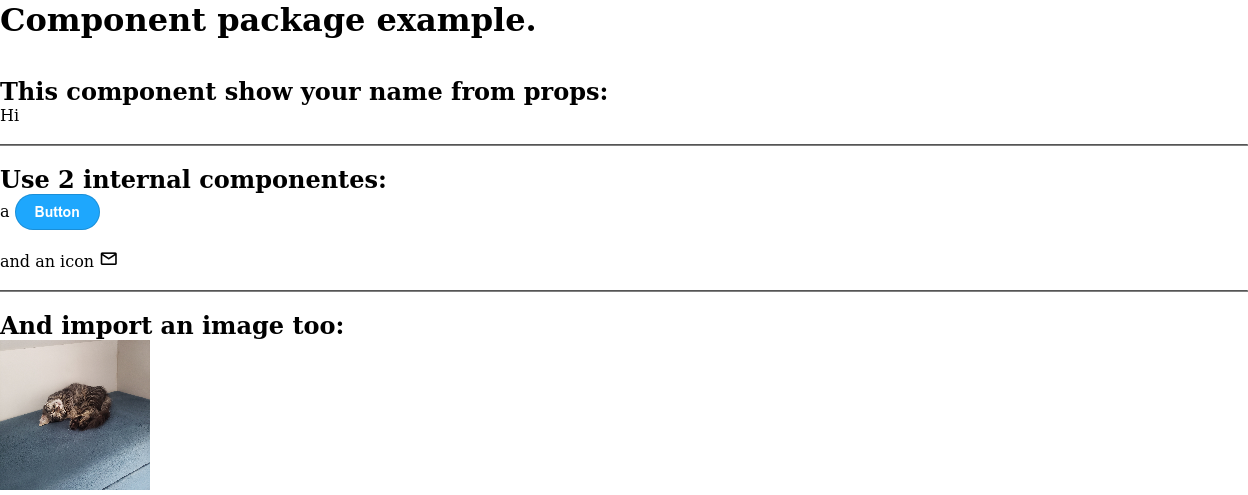 Component package example.
This component show your name from props:
Hi
Use 2 internal componentes:
a Button
and an icon
And import an image too: